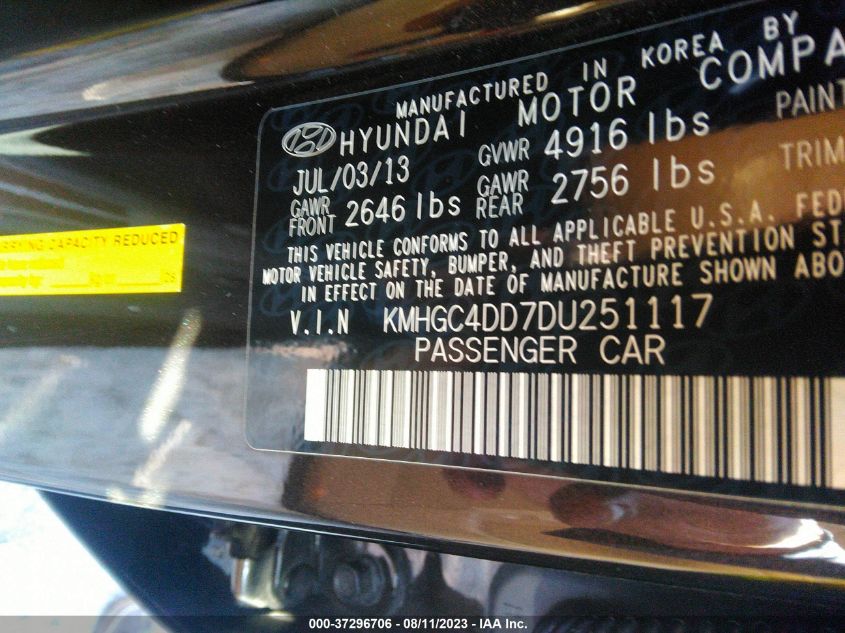 MANUFACTURED IN KOREA BY
HYUNDAI MOTOR COMPA
JUL/03/13 GVWR 4916 lbs PAINT
GAWR FRONT 2646 lbs GAWR REAR 2756 lbs TRIM
THIS VEHICLE CONFORMS TO ALL APPLICABLE U.S.A. FEDE
MOTOR VEHICLE SAFETY, BUMPER, AND THEFT PREVENTION ST
IN EFFECT ON THE DATE OF MANUFACTURE SHOWN ABO
V.I.N KMHGC4DD7DU251117
PASSENGER CAR
RRYING CAPACITY REDUCED
000-37296706 - 08/11/2023 - IAA Inc.